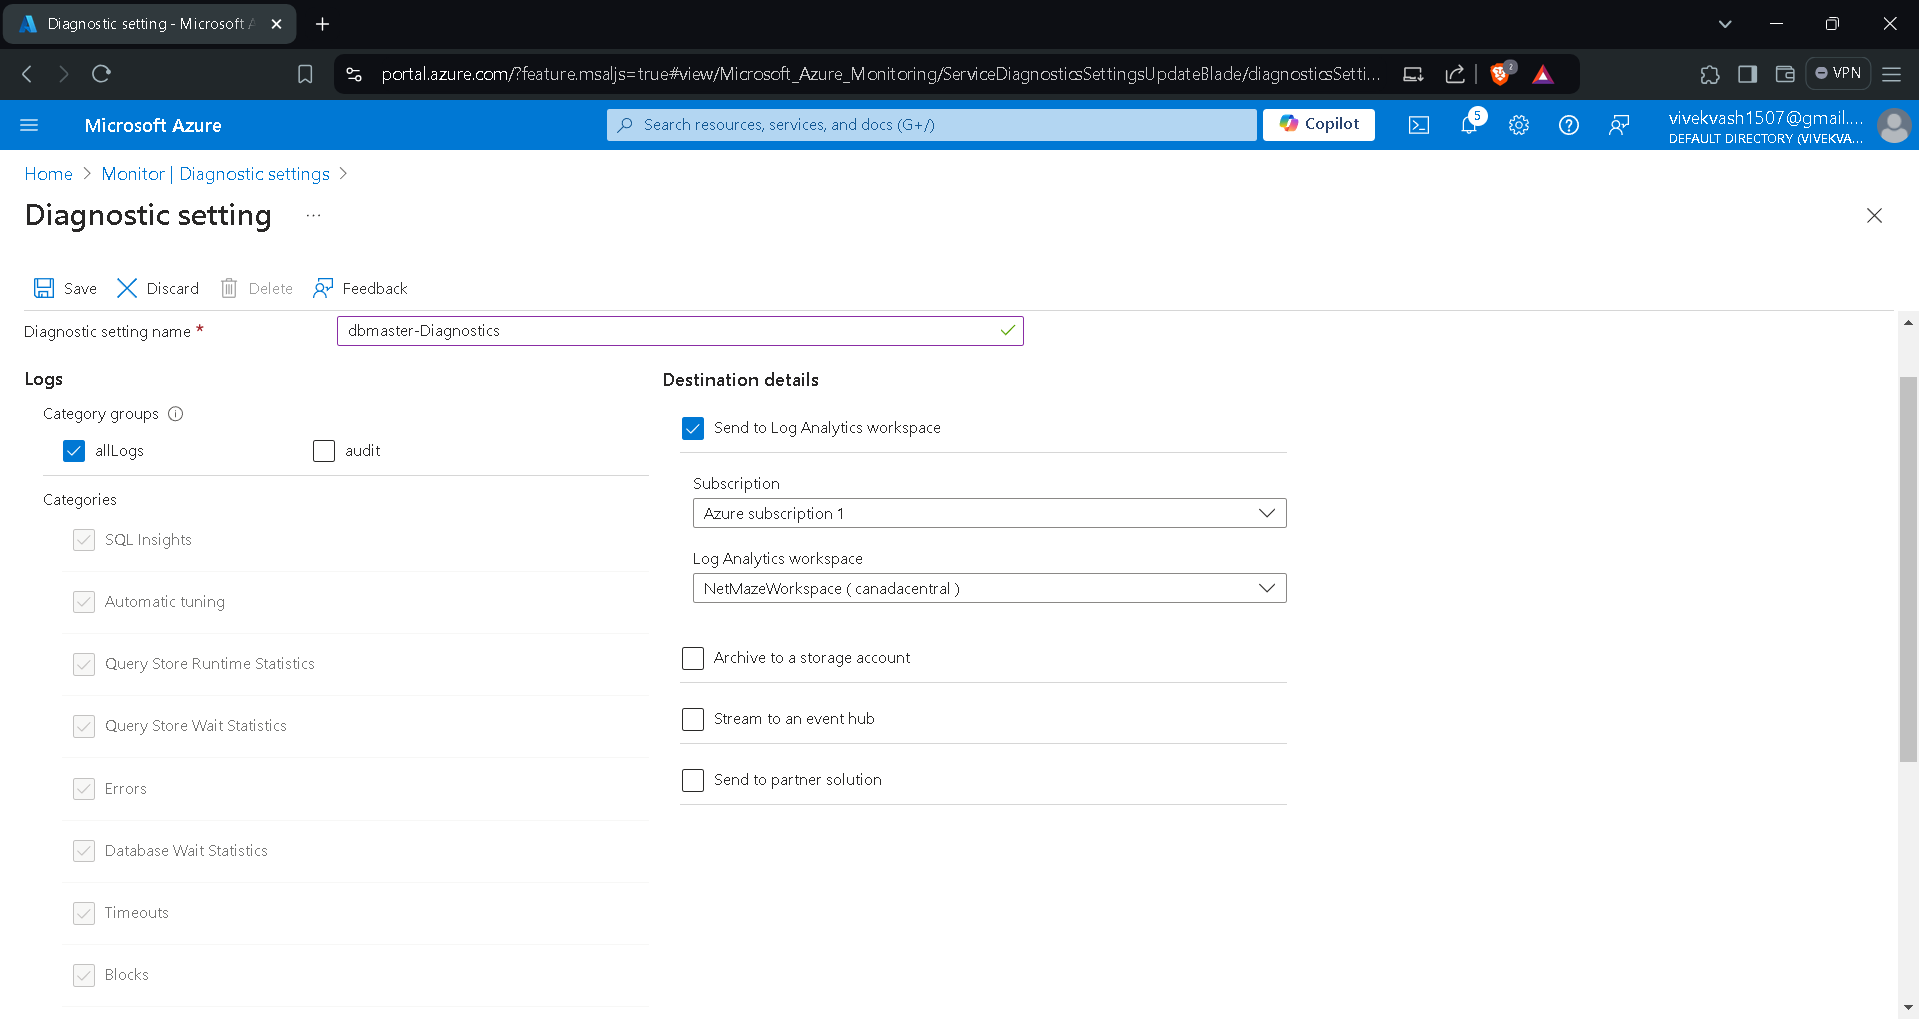 Diagnostic setting - Microsoft A
portal.azure.com/?feature.msaljs=true#view/Microsoft_Azure_Monitoring/ServiceDiagnosticsSettingsUpdateBlade/diagnosticsSetti...
2
VPN
Microsoft Azure
Search resources, services, and docs (G+/)
Copilot
5
vivekvash1507@gmail....
DEFAULT DIRECTORY (VIVEKVA...
Home > Monitor | Diagnostic settings >
Diagnostic setting ...
Save
Discard
Delete
Feedback
Diagnostic setting name *
dbmaster-Diagnostics
Logs
Category groups
allLogs
audit
Categories
SQL Insights
Automatic tuning
Query Store Runtime Statistics
Query Store Wait Statistics
Errors
Database Wait Statistics
Timeouts
Blocks
Destination details
Send to Log Analytics workspace
Subscription
Azure subscription 1
Log Analytics workspace
NetMazeWorkspace ( canadacentral )
Archive to a storage account
Stream to an event hub
Send to partner solution